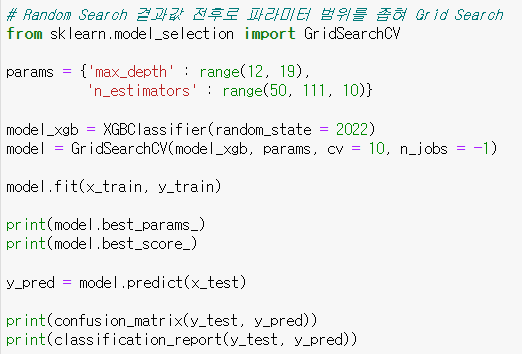 # Random Search 결과값 전후로 파라미터 범위를 좁혀 Grid Search
from sklearn.model_selection import GridSearchCV
params = {'max_depth' : range(12, 19),
'n_estimators' : range(50, 111, 10)}
model_xgb = XGBClassifier(random_state = 2022)
model = GridSearchCV(model_xgb, params, cv = 10, n_jobs = -1)
model.fit(x_train, y_train)
print(model.best_params_)
print(model.best_score_)
y_pred = model.predict(x_test)
print(confusion_matrix(y_test, y_pred))
print(classification_report(y_test, y_pred))